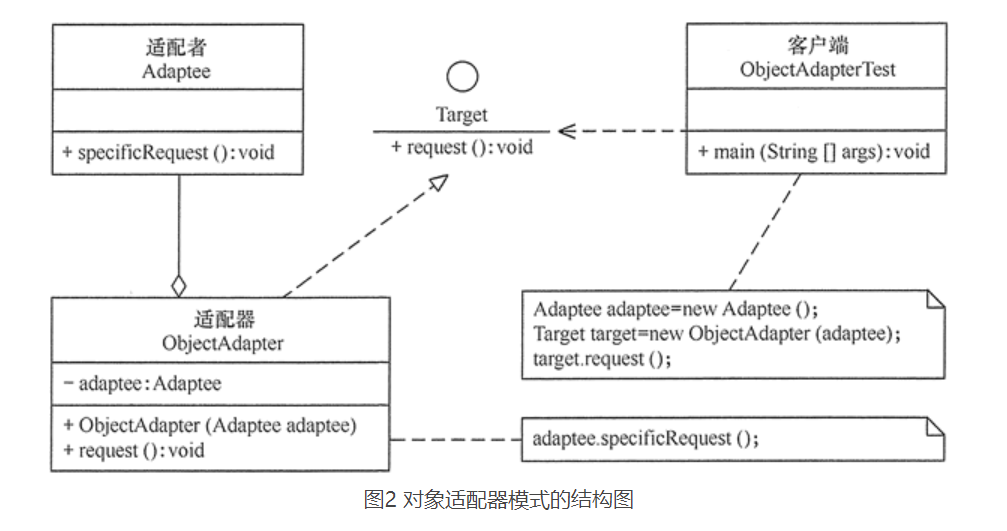 适配者
Adaptee
+ specificRequest ():void
Target
+ request ():void
客户端
ObjectAdapterTest
+ main (String [] args):void
适配器
ObjectAdapter
− adaptee:Adaptee
+ ObjectAdapter (Adaptee adaptee)
+ request ():void
Adaptee adaptee=new Adaptee ();
Target target=new ObjectAdapter (adaptee);
target.request ();
adaptee.specificRequest ();
图2 对象适配器模式的结构图